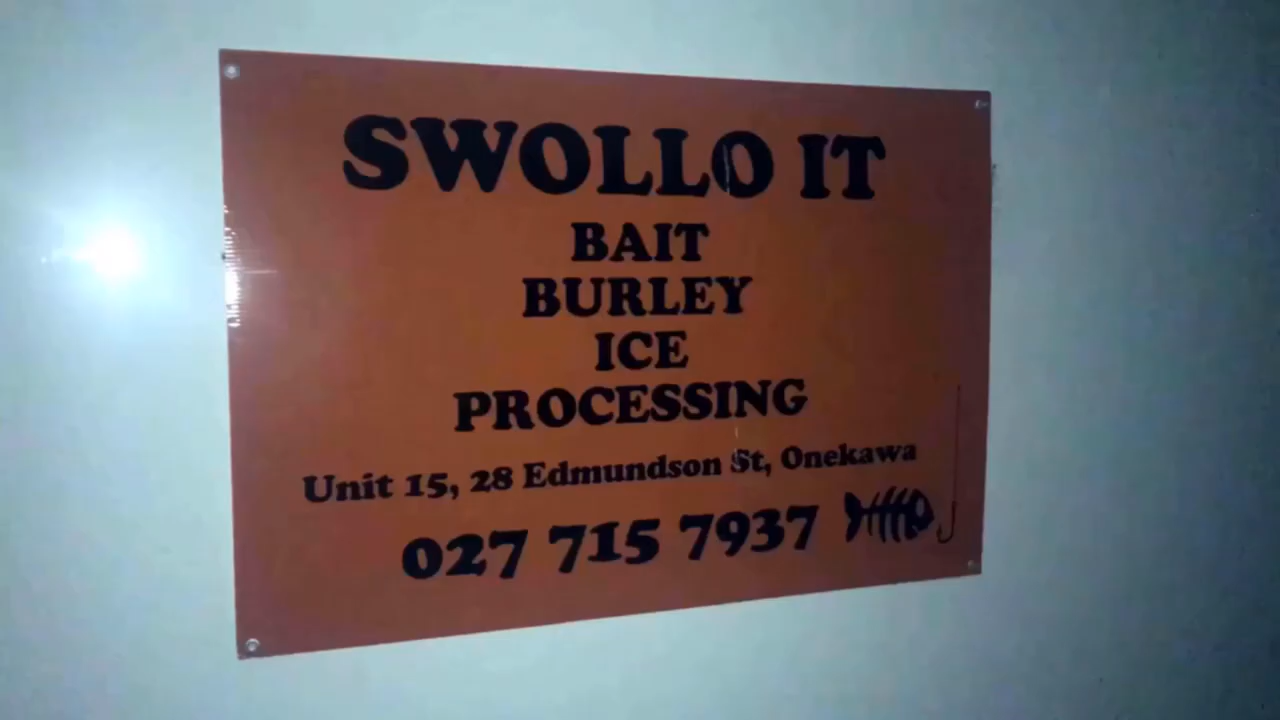 SWOLLO IT
BAIT
BURLEY
ICE
PROCESSING
Unit 15, 28 Edmundson St, Onekawa
027 715 7937